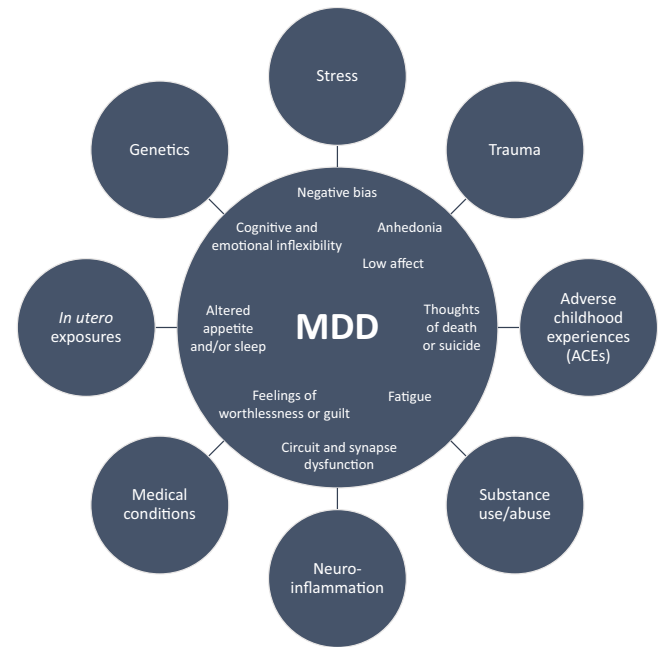 Stress
Genetics
Trauma
Negative bias
Cognitive and
emotional inflexibility
Anhedonia
Low affect
In utero
exposures
Altered
appetite
and/or sleep
MDD
Thoughts
of death
or suicide
Adverse
childhood
experiences
(ACEs)
Feelings of
worthlessness or guilt
Fatigue
Circuit and synapse
dysfunction
Medical
conditions
Substance
use/abuse
Neuro-
inflammation